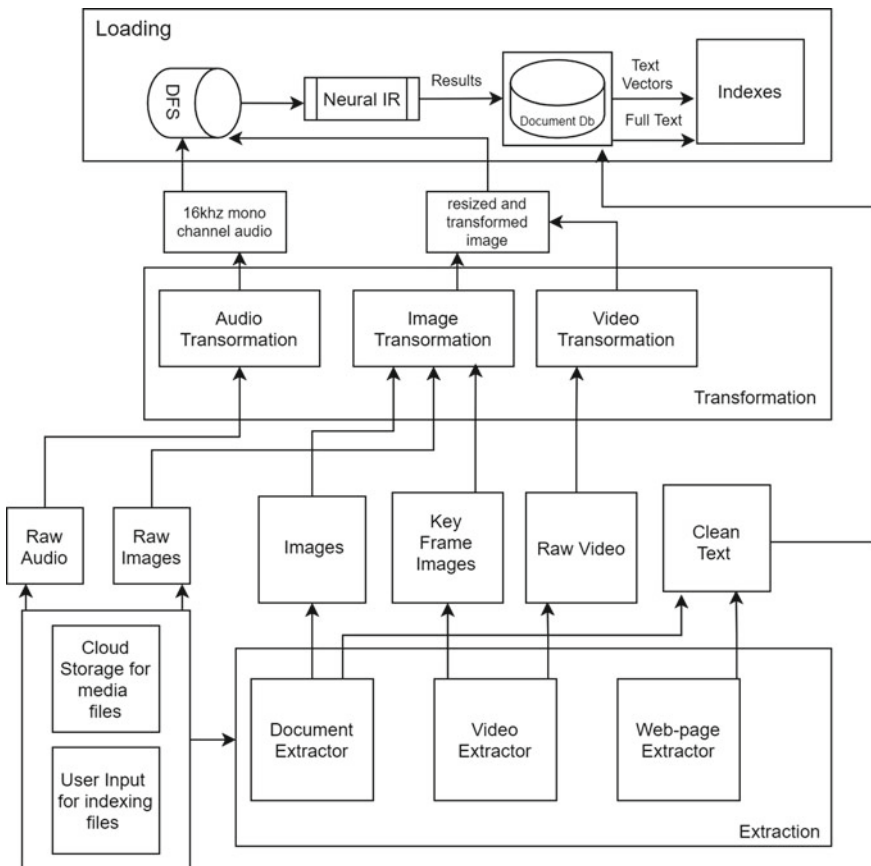 Loading
DFS
Neural IR
Results
Document Db
Text
Vectors
Full Text
Indexes
16khz mono
channel audio
resized and
transformed
image
Audio
Transormation
Image
Transormation
Video
Transormation
Transformation
Raw
Audio
Raw
Images
Images
Key
Frame
Images
Raw Video
Clean
Text
Cloud
Storage for
media
files
User Input
for indexing
files
Document
Extractor
Video
Extractor
Web-page
Extractor
Extraction